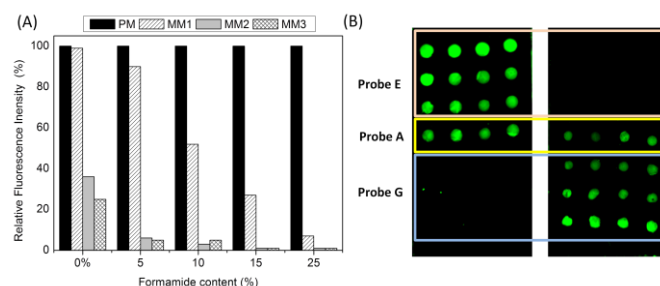 (A)
PM MM1 MM2 MM3
Relative Fluorescence Inensity (%)
100
80
60
40
20
0
0% 5 10 15 25
Formamide content (%)
(B)
Probe E
Probe A
Probe G